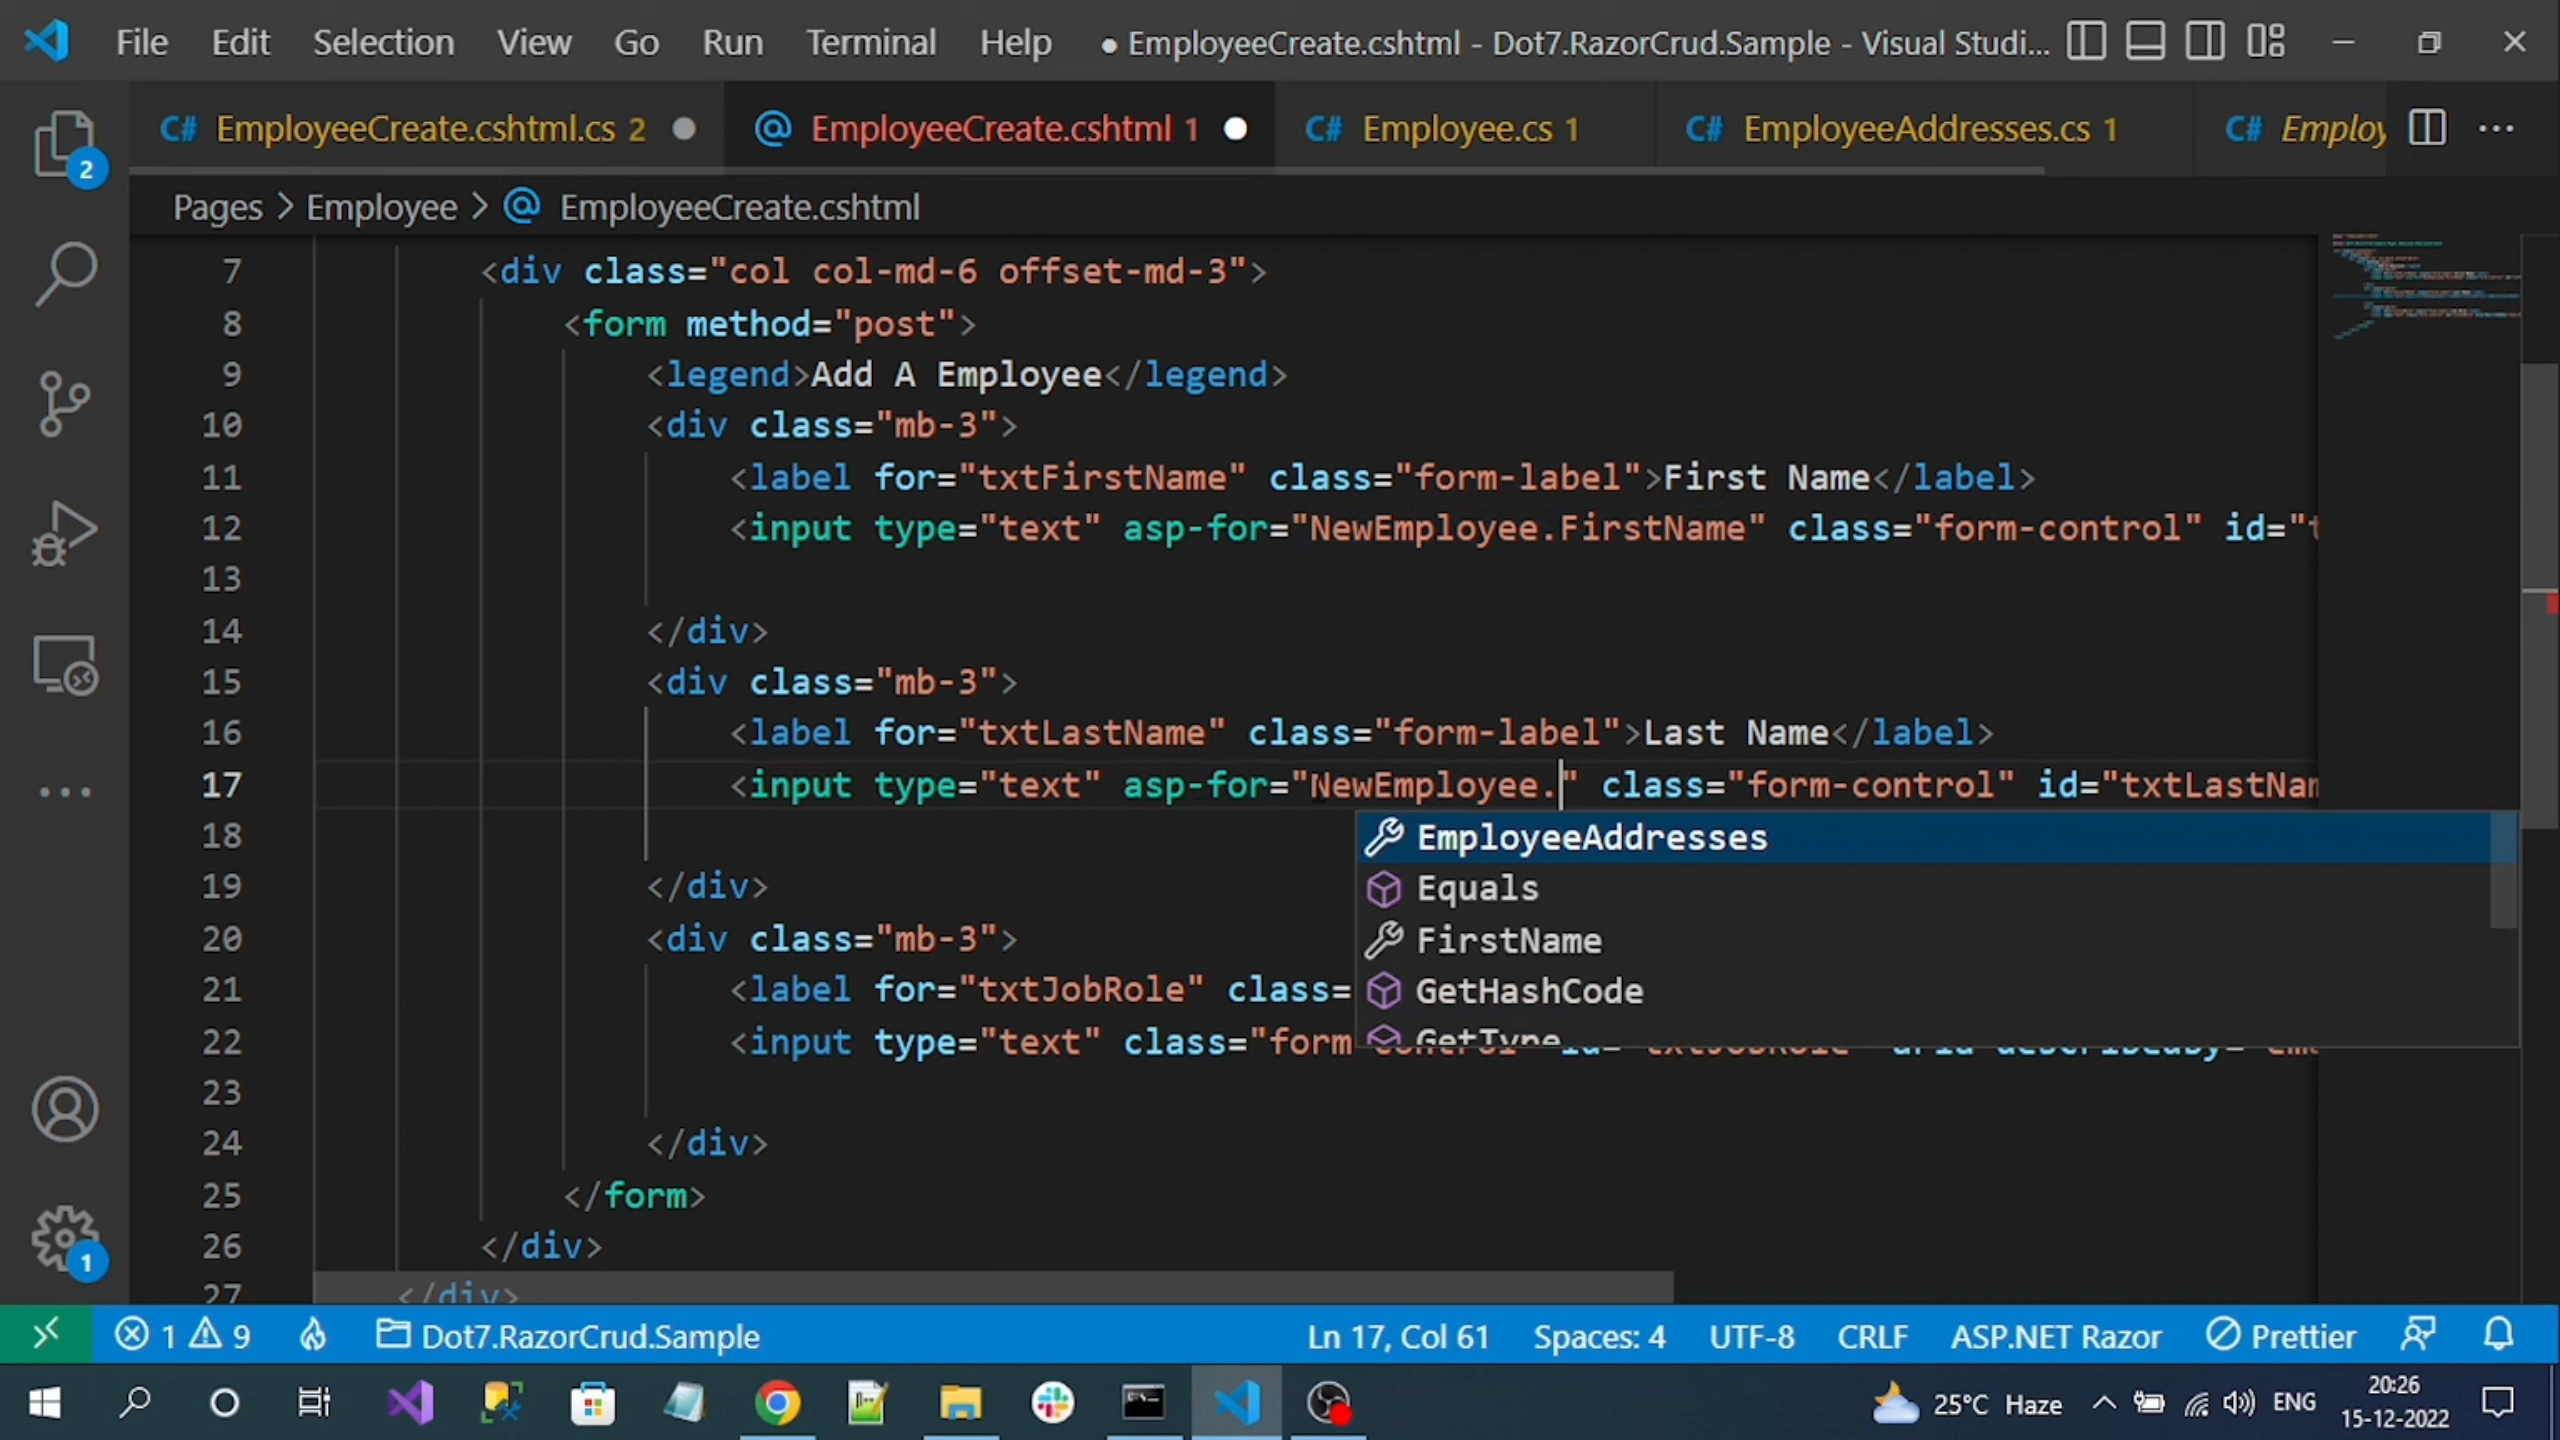 File Edit Selection View Go Run Terminal Help ● EmployeeCreate.cshtml - Dot7.RazorCrud.Sample - Visual Studi...
C# EmployeeCreate.cshtml.cs 2 ● @ EmployeeCreate.cshtml 1 ● C# Employee.cs 1 C# EmployeeAddresses.cs 1 C# Employ
2
Pages > Employee > @ EmployeeCreate.cshtml
7 <div class="col col-md-6 offset-md-3">
8 <form method="post">
9 <legend>Add A Employee</legend>
10 <div class="mb-3">
11 <label for="txtFirstName" class="form-label">First Name</label>
12 <input type="text" asp-for="NewEmployee.FirstName" class="form-control" id="t
13
14 </div>
15 <div class="mb-3">
16 <label for="txtLastName" class="form-label">Last Name</label>
17 <input type="text" asp-for="NewEmployee." class="form-control" id="txtLastNam
18
EmployeeAddresses
Equals
FirstName
GetHashCode
GetType
19 </div>
20 <div class="mb-3">
21 <label for="txtJobRole" class=
22 <input type="text" class="form
23
24 </div>
25 </form>
26 </div>
27 </div>
1
1 9 Dot7.RazorCrud.Sample Ln 17, Col 61 Spaces: 4 UTF-8 CRLF ASP.NET Razor Prettier
25°C Haze ENG 20:26
15-12-2022